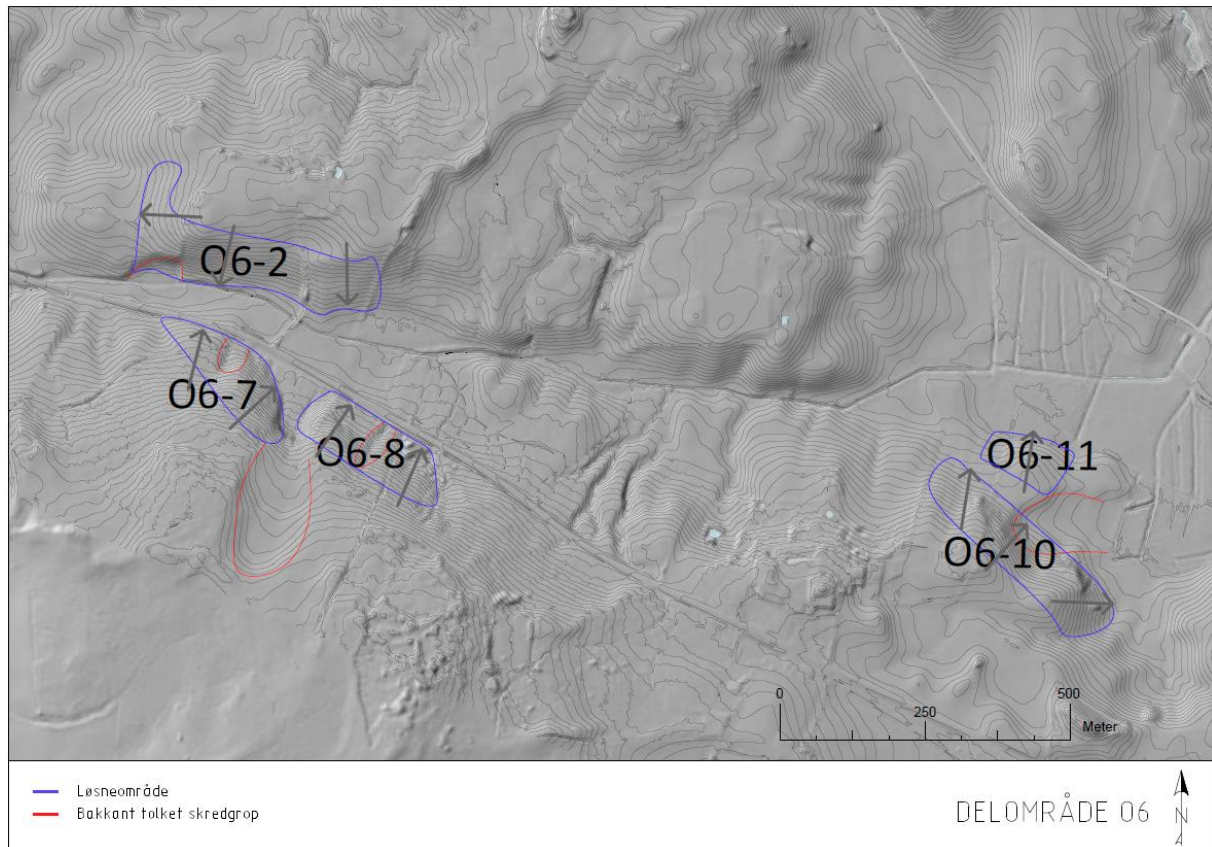 O6-2
O6-7
O6-8
O6-11
O6-10
0
500
250
Meter
Løsneområde
Bakkant tolket skredgrop
DELOMRÅDE O6
N